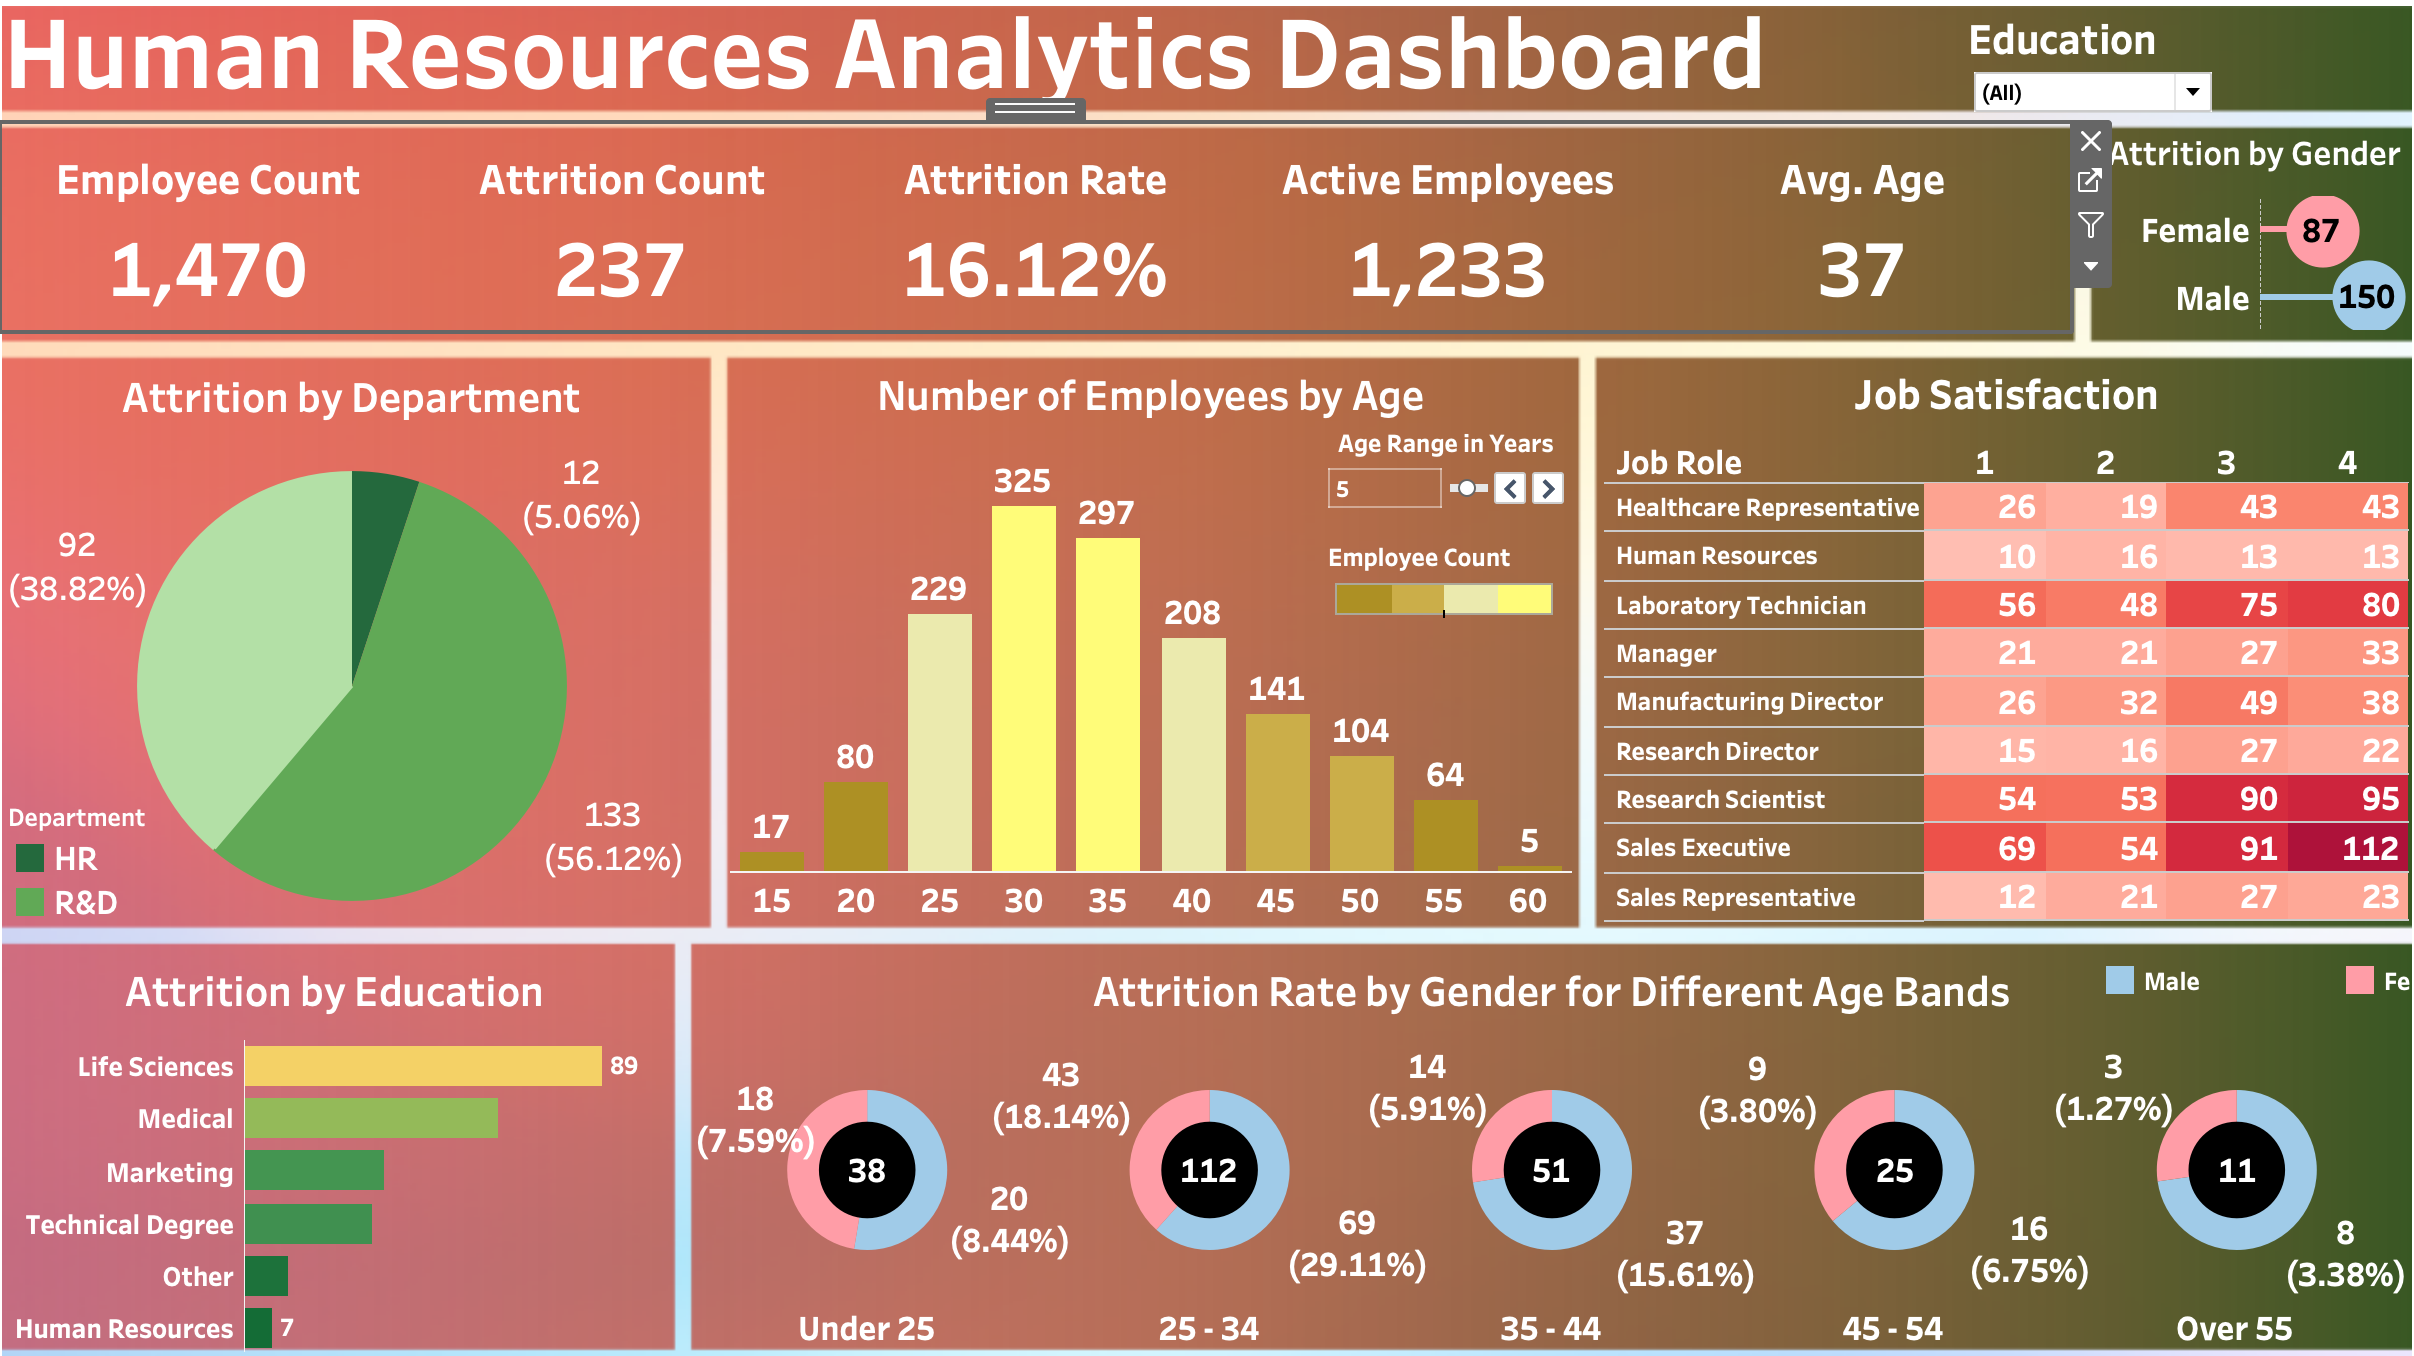 Human Resources Analytics Dashboard
Education
(All)
Employee Count
1,470
Attrition Count
237
Attrition Rate
16.12%
Active Employees
1,233
Avg. Age
37
Attrition by Gender
Female 87
Male 150
Attrition by Department
12
(5.06%)
92
(38.82%)
133
(56.12%)
Department
HR
R&D
Number of Employees by Age
Age Range in Years
5
Employee Count
17 80 229 325 297 208 141 104 64 5
15 20 25 30 35 40 45 50 55 60
Job Satisfaction
Job Role 1 2 3 4
Healthcare Representative 26 19 43 43
Human Resources 10 16 13 13
Laboratory Technician 56 48 75 80
Manager 21 21 27 33
Manufacturing Director 26 32 49 38
Research Director 15 16 27 22
Research Scientist 54 53 90 95
Sales Executive 69 54 91 112
Sales Representative 12 21 27 23
Attrition by Education
Life Sciences 89
Medical
Marketing
Technical Degree
Other
Human Resources 7
Attrition Rate by Gender for Different Age Bands
Male Fe
18
(7.59%)
38
20
(8.44%)
Under 25
43
(18.14%)
112
69
(29.11%)
25 - 34
14
(5.91%)
51
37
(15.61%)
35 - 44
9
(3.80%)
25
16
(6.75%)
45 - 54
3
(1.27%)
11
8
(3.38%)
Over 55